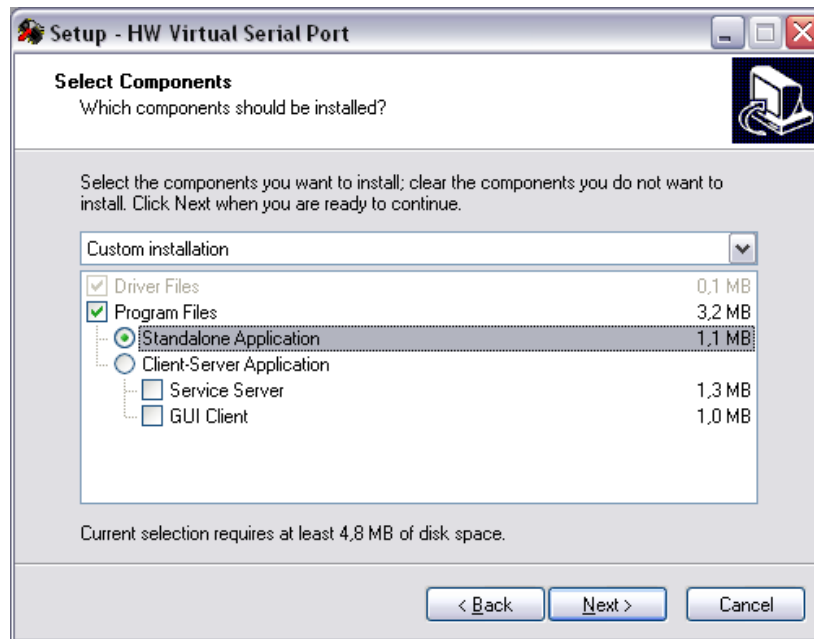 Setup - HW Virtual Serial Port
Select Components
Which components should be installed?
Select the components you want to install; clear the components you do not want to
install. Click Next when you are ready to continue.
Custom installation
Driver Files 0,1 MB
Program Files 3,2 MB
Standalone Application 1,1 MB
Client-Server Application
Service Server 1,3 MB
GUI Client 1,0 MB
Current selection requires at least 4,8 MB of disk space.
< Back Next > Cancel